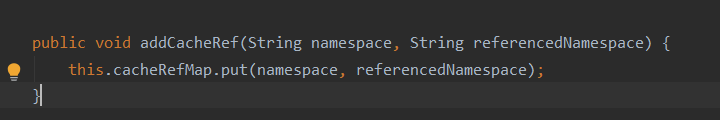 public void addCacheRef(String namespace, String referencedNamespace) {
this.cacheRefMap.put(namespace, referencedNamespace);
}